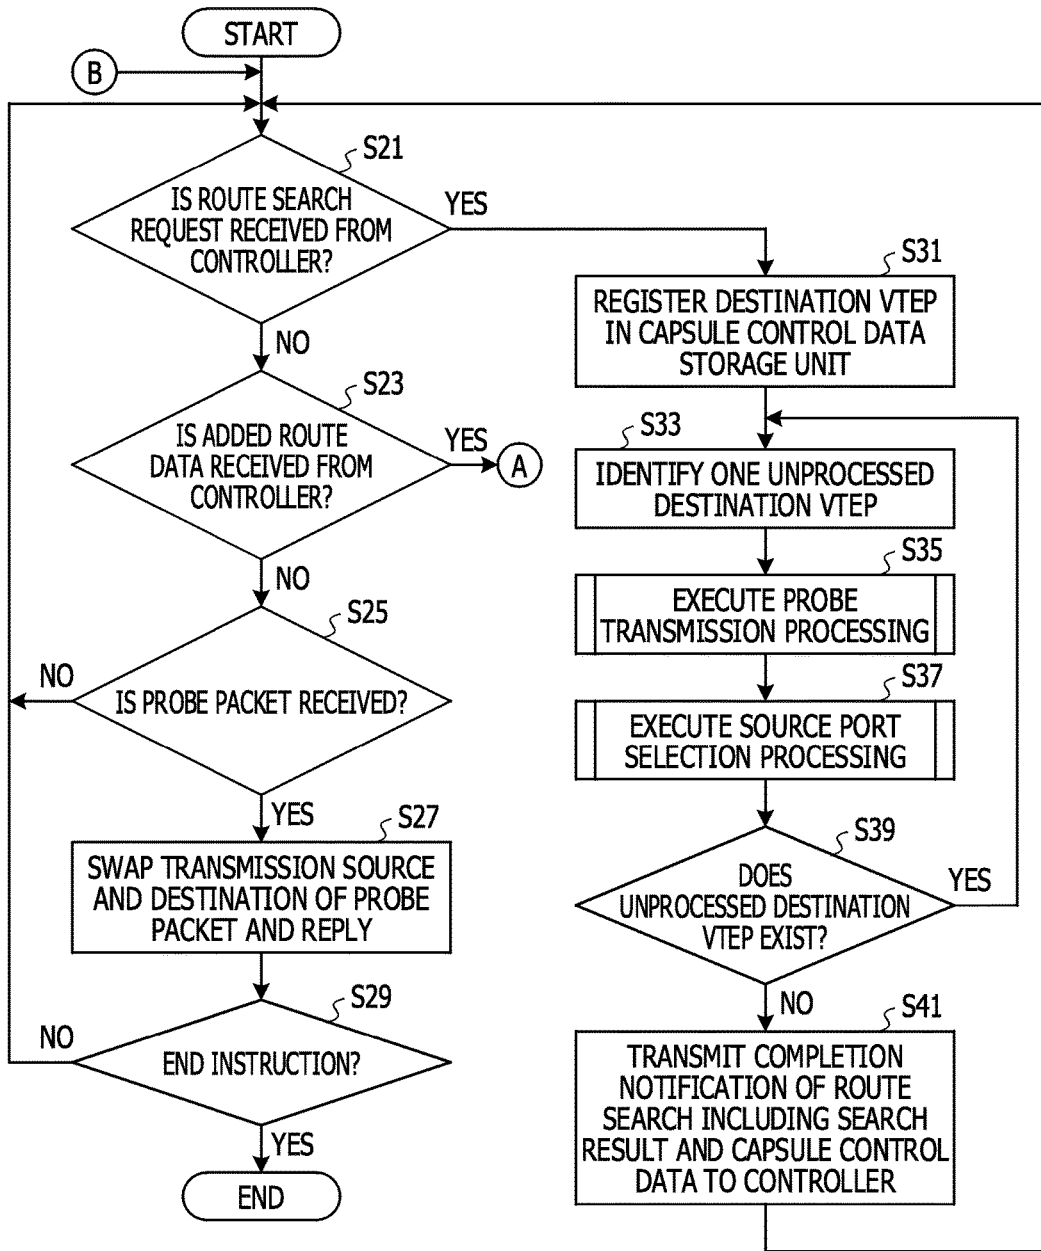 START
B
S21
IS ROUTE SEARCH
REQUEST RECEIVED FROM
CONTROLLER?
YES
NO
S23
IS ADDED ROUTE
DATA RECEIVED FROM
CONTROLLER?
YES
A
NO
S25
IS PROBE PACKET RECEIVED?
NO
YES
S27
SWAP TRANSMISSION SOURCE
AND DESTINATION OF PROBE
PACKET AND REPLY
S29
END INSTRUCTION?
NO
YES
END
S31
REGISTER DESTINATION VTEP
IN CAPSULE CONTROL DATA
STORAGE UNIT
S33
IDENTIFY ONE UNPROCESSED
DESTINATION VTEP
S35
EXECUTE PROBE
TRANSMISSION PROCESSING
S37
EXECUTE SOURCE PORT
SELECTION PROCESSING
S39
DOES
UNPROCESSED DESTINATION
VTEP EXIST?
YES
NO
S41
TRANSMIT COMPLETION
NOTIFICATION OF ROUTE
SEARCH INCLUDING SEARCH
RESULT AND CAPSULE CONTROL
DATA TO CONTROLLER